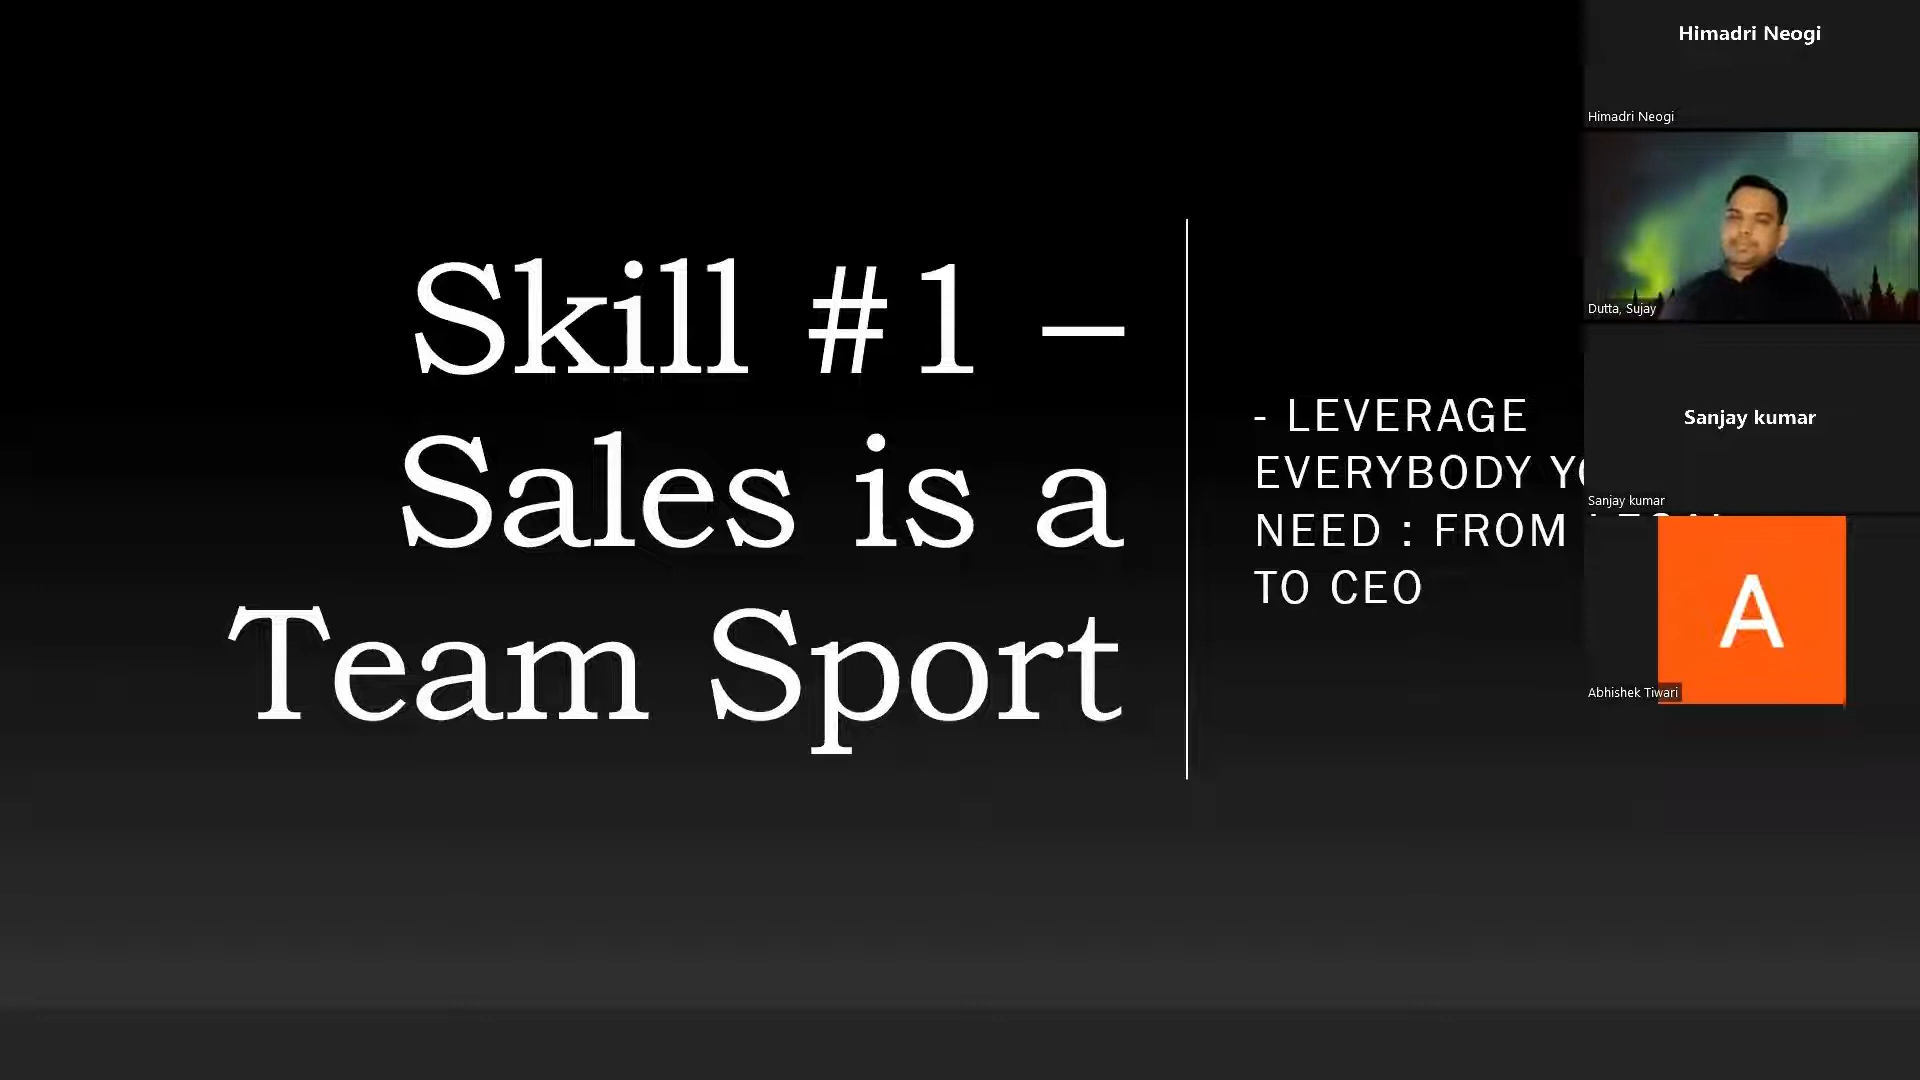 Skill #1 –
Sales is a
Team Sport
- LEVERAGE
EVERYBODY
NEED : FROM
TO CEO
Himadri Neogi
Himadri Neogi
Dutta, Sujay
Sanjay kumar
Sanjay kumar
A
Abhishek Tiwari